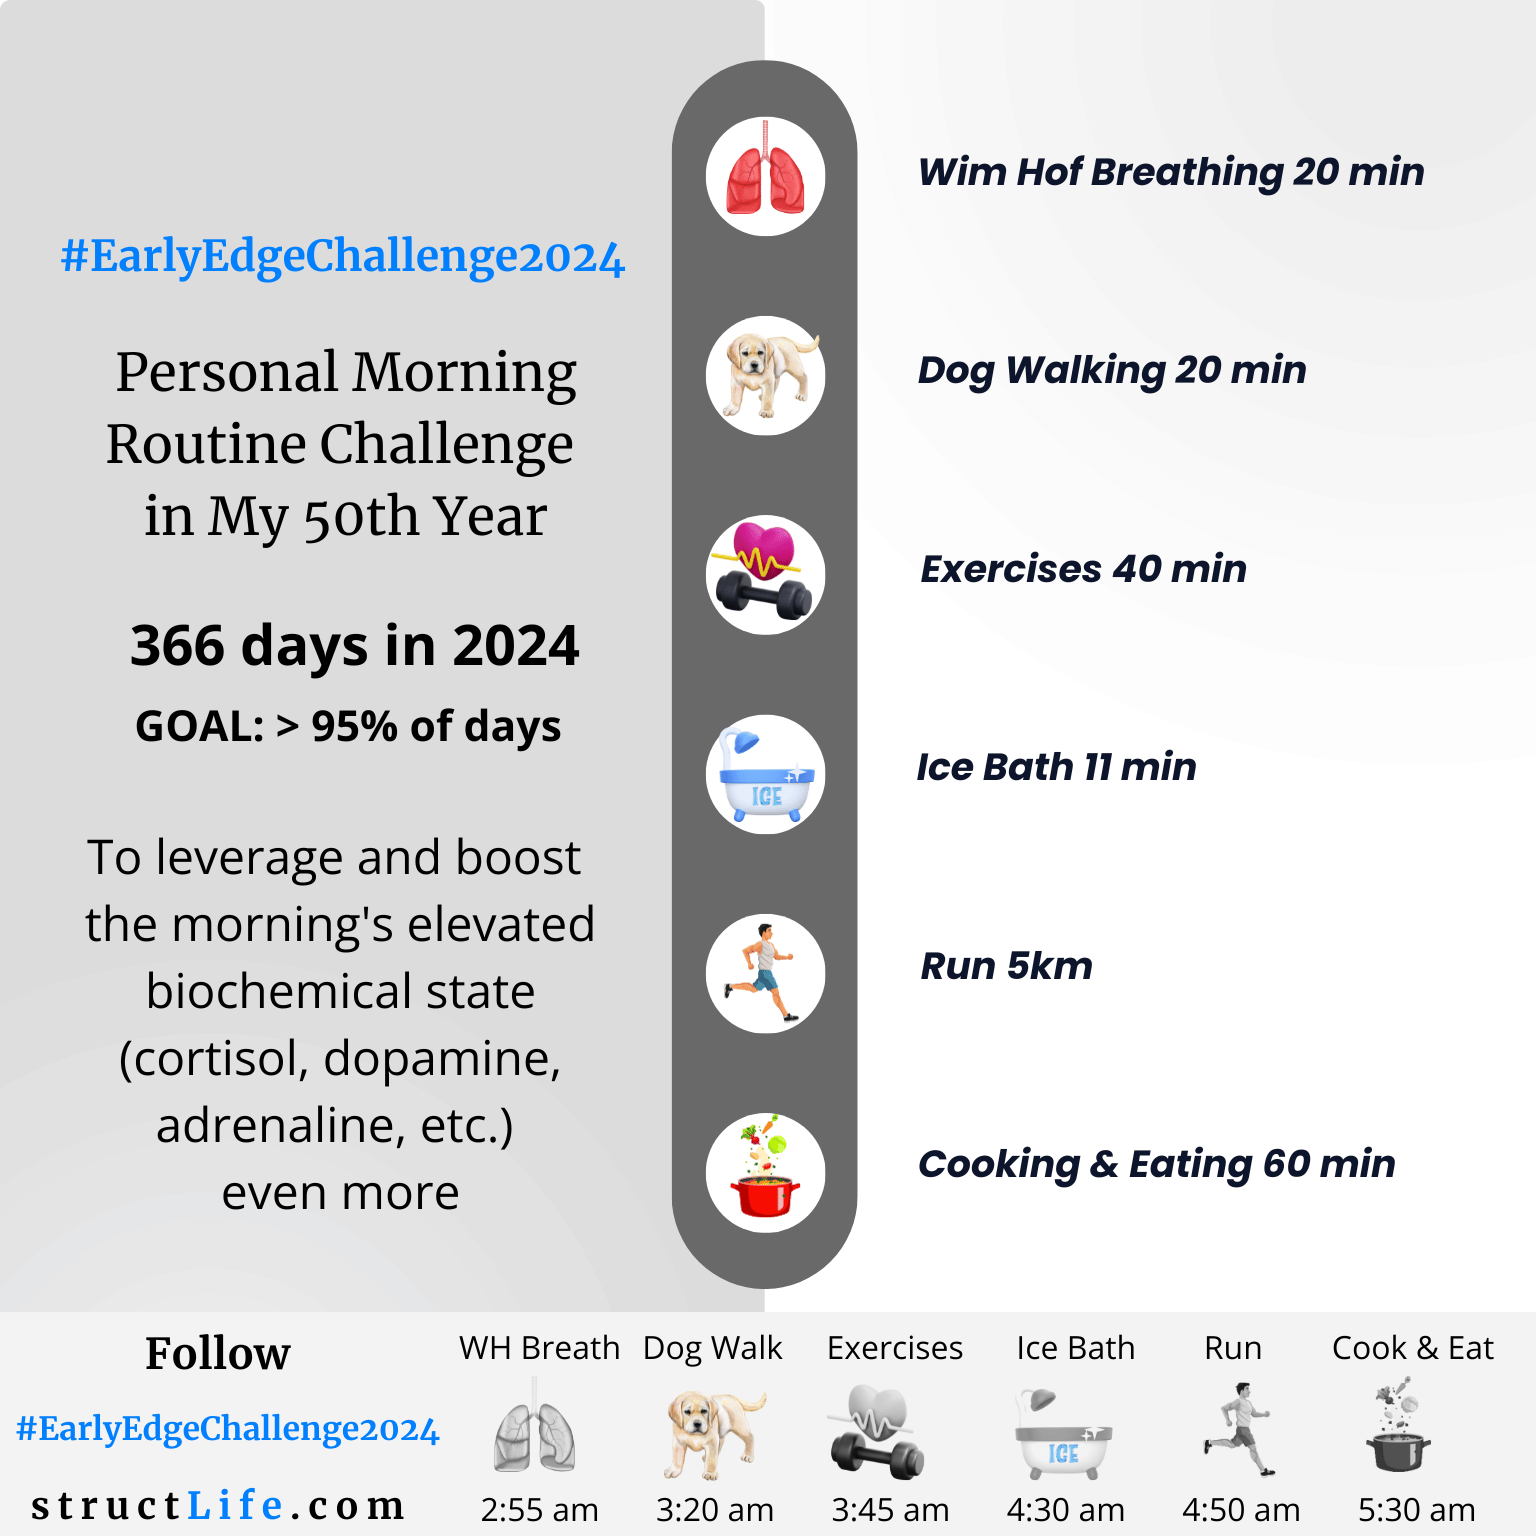 #EarlyEdgeChallenge2024
Personal Morning
Routine Challenge
in My 50th Year
366 days in 2024
GOAL: > 95% of days
To leverage and boost
the morning's elevated
biochemical state
(cortisol, dopamine,
adrenaline, etc.)
even more
Wim Hof Breathing 20 min
Dog Walking 20 min
Exercises 40 min
ICE
Ice Bath 11 min
Run 5km
Cooking & Eating 60 min
Follow
#EarlyEdgeChallenge2024
structLife.com
WH Breath
2:55 am
Dog Walk
3:20 am
Exercises
3:45 am
Ice Bath
ICE
4:30 am
Run
4:50 am
Cook & Eat
5:30 am